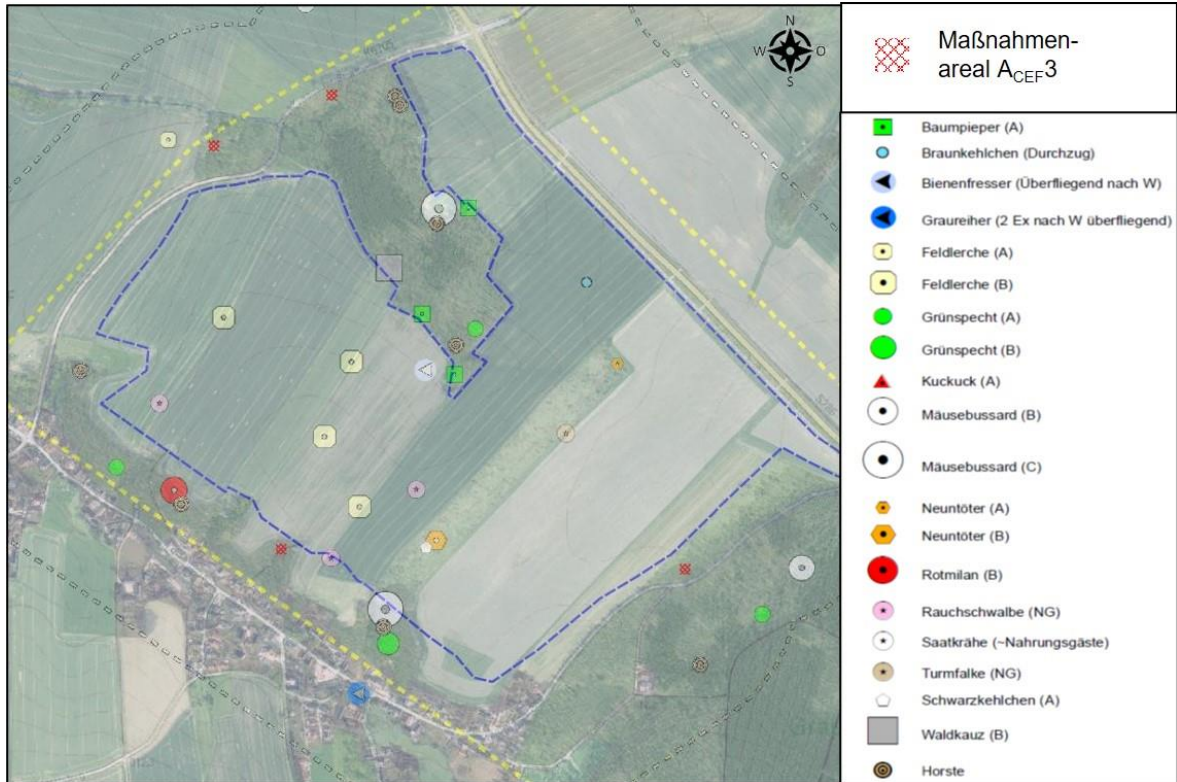 N
W
O
S
Maßnahmen-
areal A_CEF3
Baumpieper (A)
Braunkehlchen (Durchzug)
Bienenfresser (Überfliegend nach W)
Graureiher (2 Ex nach W überfliegend)
Feldlerche (A)
Feldlerche (B)
Grünspecht (A)
Grünspecht (B)
Kuckuck (A)
Mäusebussard (B)
Mäusebussard (C)
Neuntöter (A)
Neuntöter (B)
Rotmilan (B)
Rauchschwalbe (NG)
Saatkrähe (~Nahrungsgäste)
Turmfalke (NG)
Schwarzkehlchen (A)
Waldkauz (B)
Horste